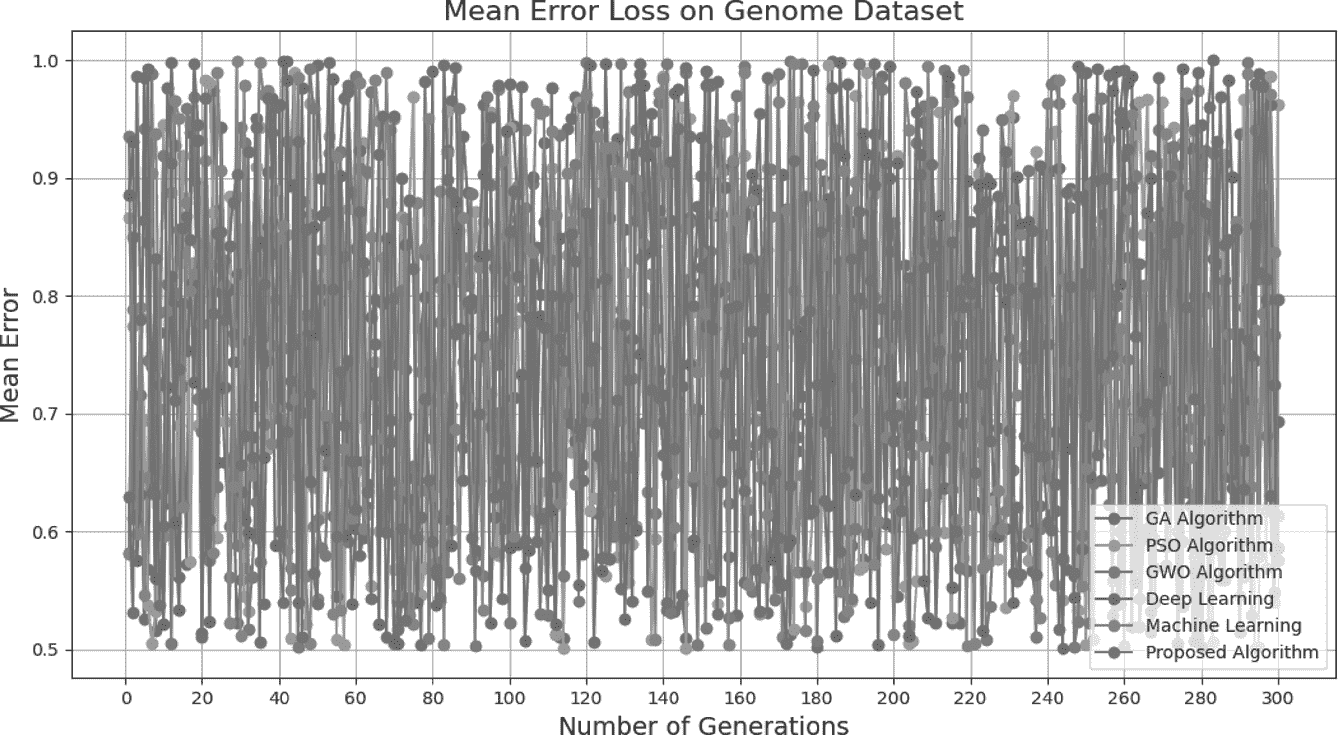 Mean Error Loss on Genome Dataset
Mean Error
1.0
0.9
0.8
0.7
0.6
0.5
GA Algorithm
PSO Algorithm
GWO Algorithm
Deep Learning
Machine Learning
Proposed Algorithm
0 20 40 60 80 100 120 140 160 180 200 220 240 260 280 300
Number of Generations